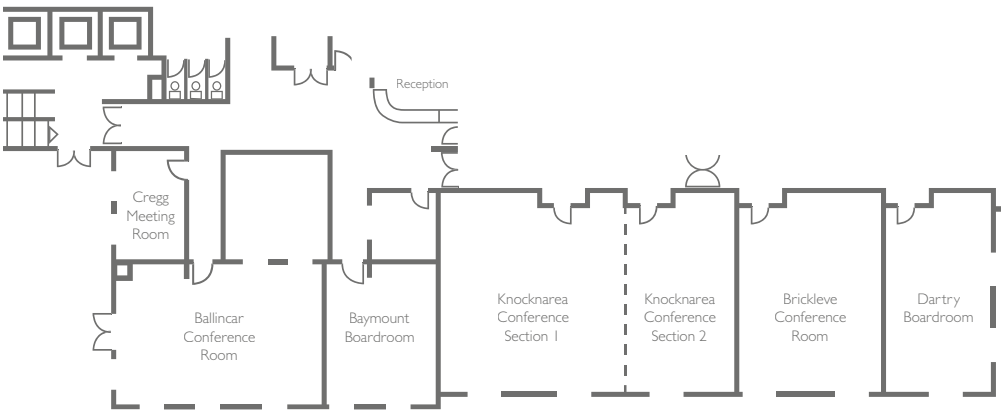 Reception
Cregg
Meeting
Room
Ballincar
Conference
Room
Baymount
Boardroom
Knocknarea
Conference
Section 1
Knocknarea
Conference
Section 2
Brickleve
Conference
Room
Dartry
Boardroom